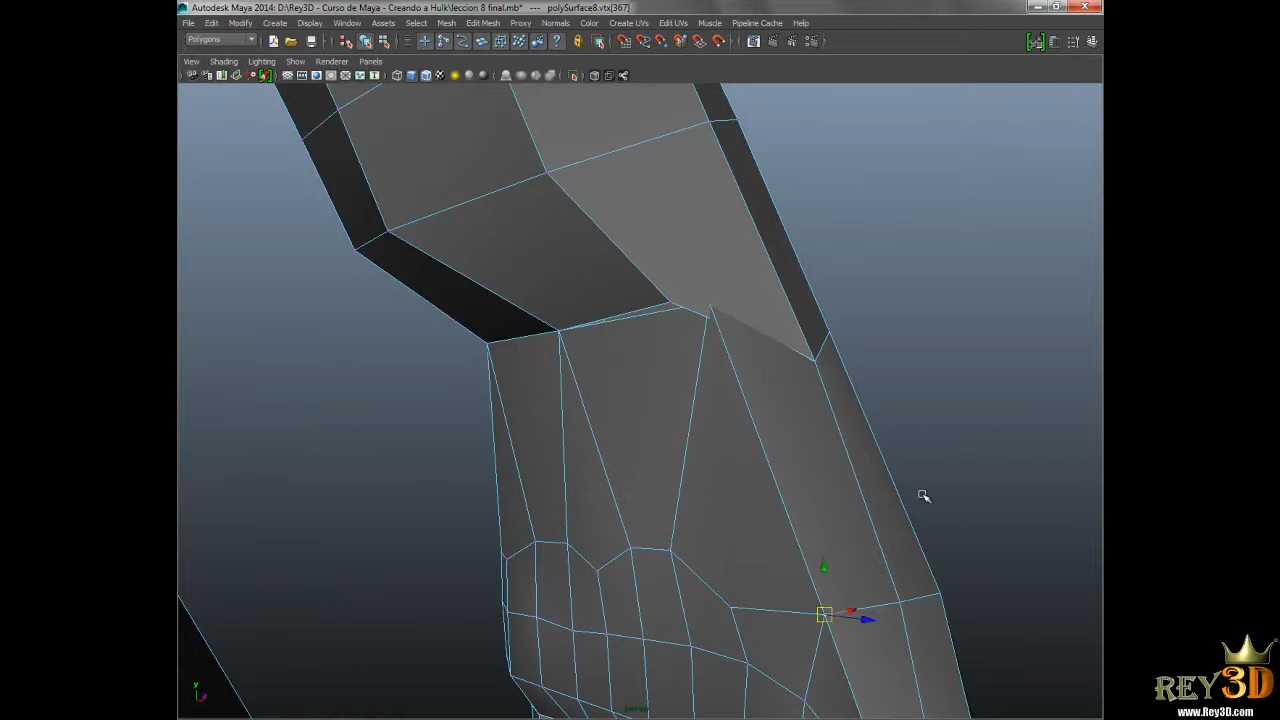 Autodesk Maya 2014: D:\Rey3D - Curso de Maya - Creando a Hulk\leccion 8 final.mb* --- polySurface8.vtx[367]
File Edit Modify Create Display Window Assets Select Mesh Edit Mesh Proxy Normals Color Create UVs Edit UVs Muscle Pipeline Cache Help
Polygons
View Shading Lighting Show Renderer Panels
y
persp
REY3D
www.Rey3D.com